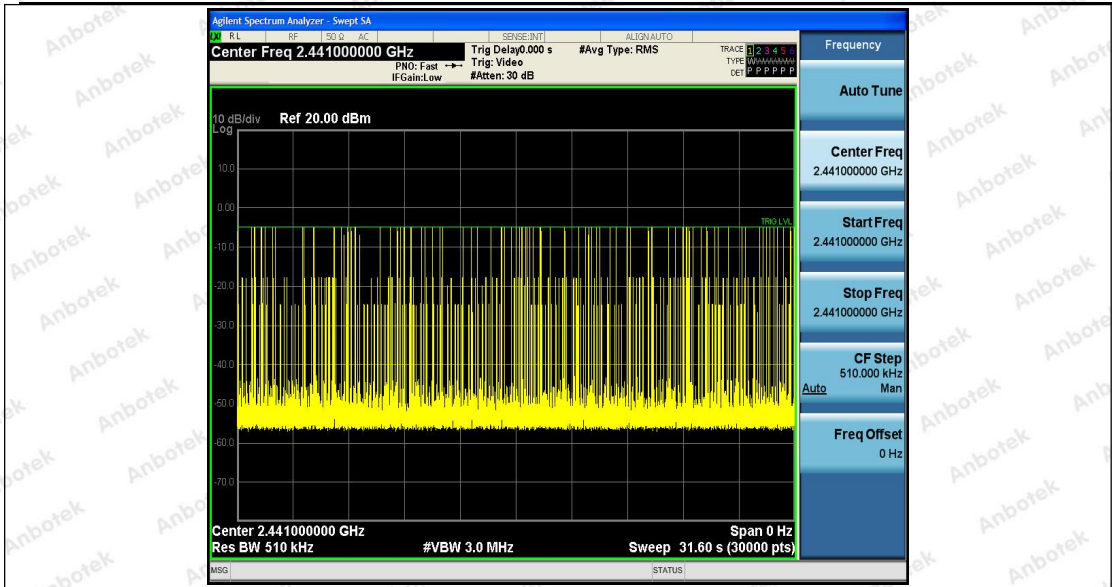 Agilent Spectrum Analyzer - Swept SA
RL RF 50 Ω AC SENSE:INT ALIGN AUTO
Center Freq 2.441000000 GHz
PNO: Fast
IFGain:Low
Trig Delay0.000 s
Trig: Video
#Atten: 30 dB
#Avg Type: RMS
TRACE 1 2 3 4 5 6
TYPE
DET P P P P P P
10 dB/div Ref 20.00 dBm
Log
10.0
0.00
TRIG LVL
-10.0
-20.0
-30.0
-40.0
-50.0
-60.0
-70.0
Center 2.441000000 GHz Span 0 Hz
Res BW 510 kHz #VBW 3.0 MHz Sweep 31.60 s (30000 pts)
MSG STATUS
Frequency
Auto Tune
Center Freq
2.441000000 GHz
Start Freq
2.441000000 GHz
Stop Freq
2.441000000 GHz
CF Step
510.000 kHz
Auto Man
Freq Offset
0 Hz
Anbotek